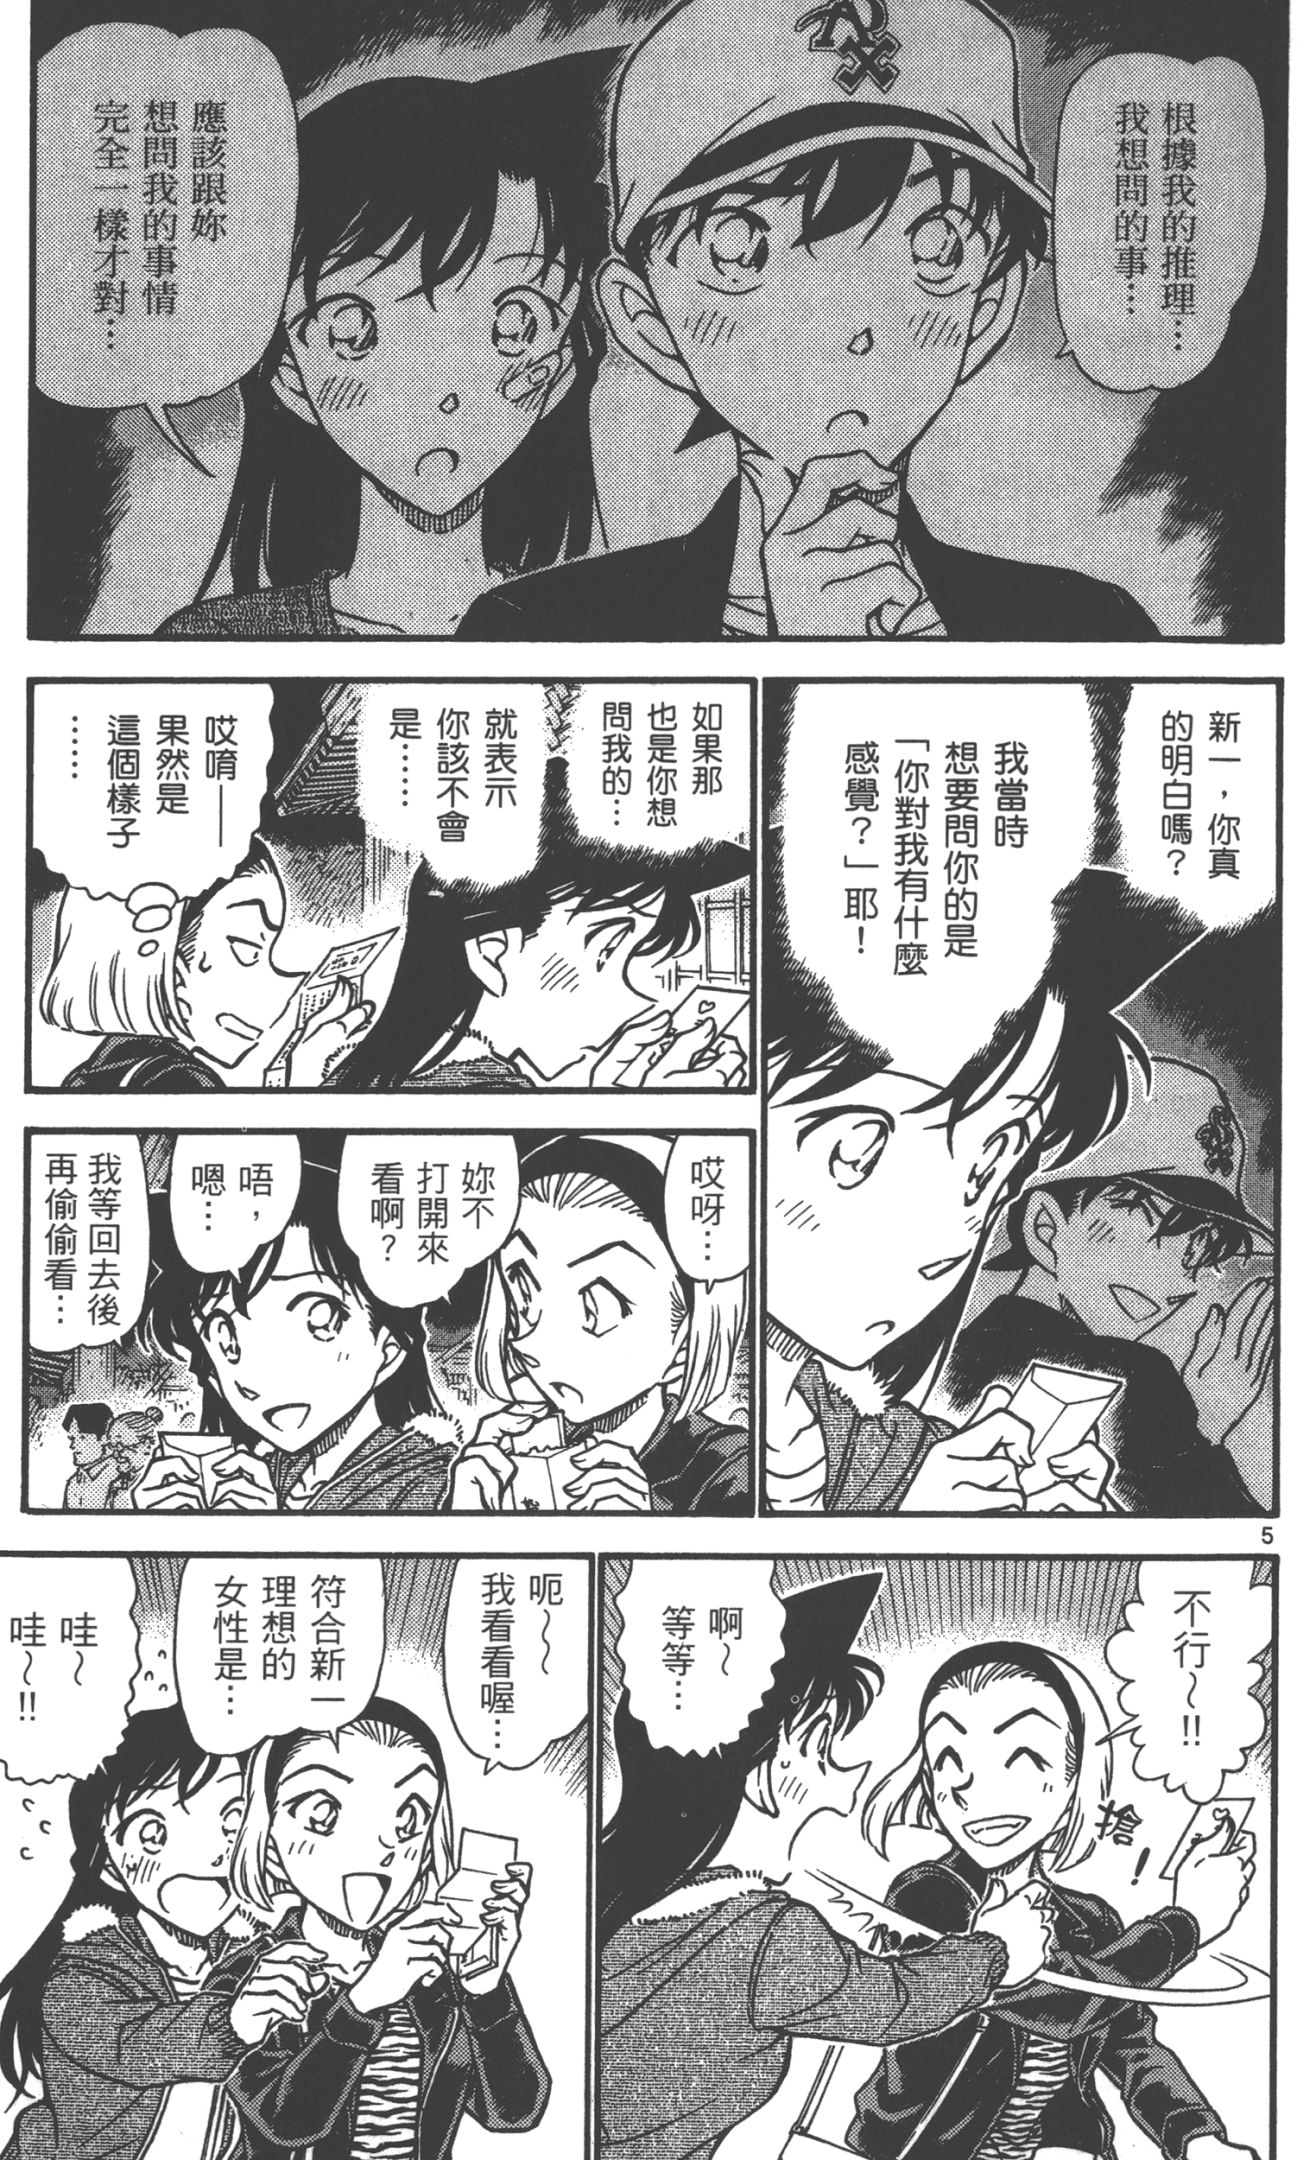 根據我的推理…
我想問的事…
應該跟妳
想問我的事情
完全一樣才對…
新一，你真
的明白嗎？
我當時
想要問你的是
「你對我有什麼
感覺？」耶！
如果那
也是你想
問我的…
就表示
你該不會
是……
哎唷——
果然是
這個樣子
……
哎呀…
妳不
打開來
看啊？
唔，
嗯…
我等回去後
再偷偷看…
5
不行～!!
搶！
啊～
等等…
呃～
我看看喔…
符合新一
理想的
女性是…
哇～
哇～!!